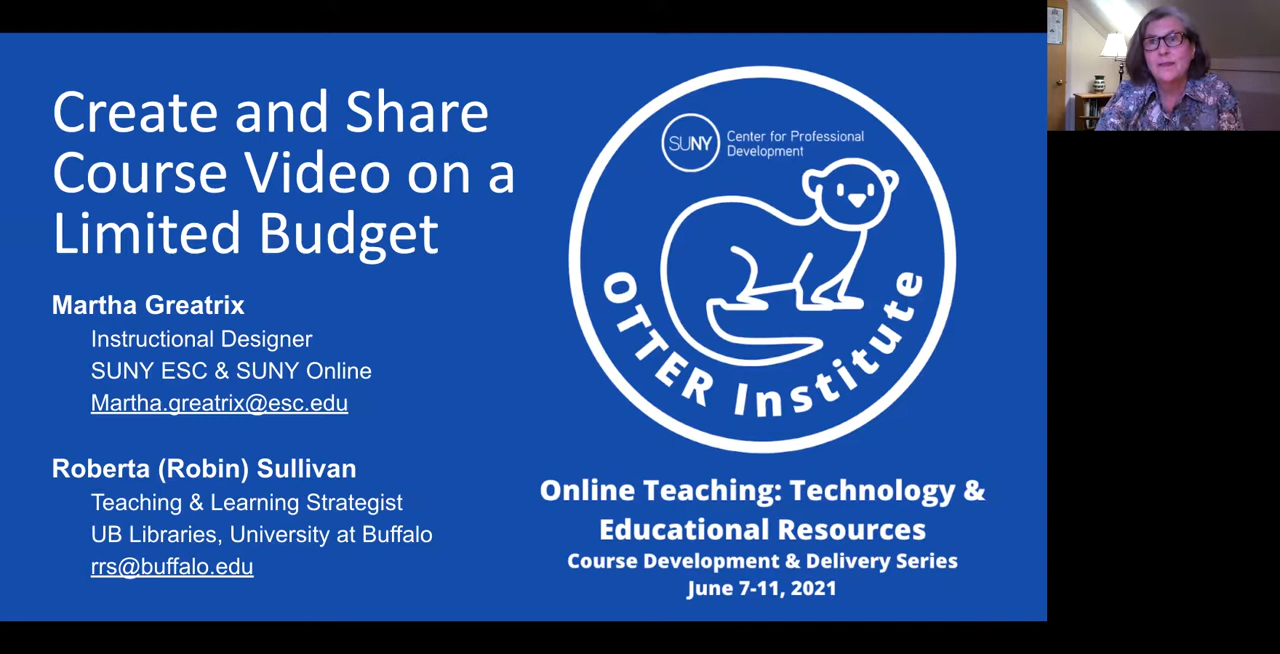 Create and Share
Course Video on a
Limited Budget
Martha Greatrix
Instructional Designer
SUNY ESC & SUNY Online
Martha.greatrix@esc.edu
Roberta (Robin) Sullivan
Teaching & Learning Strategist
UB Libraries, University at Buffalo
rrs@buffalo.edu
SUNY
Center for Professional
Development
OTTER Institute
Online Teaching: Technology &
Educational Resources
Course Development & Delivery Series
June 7-11, 2021